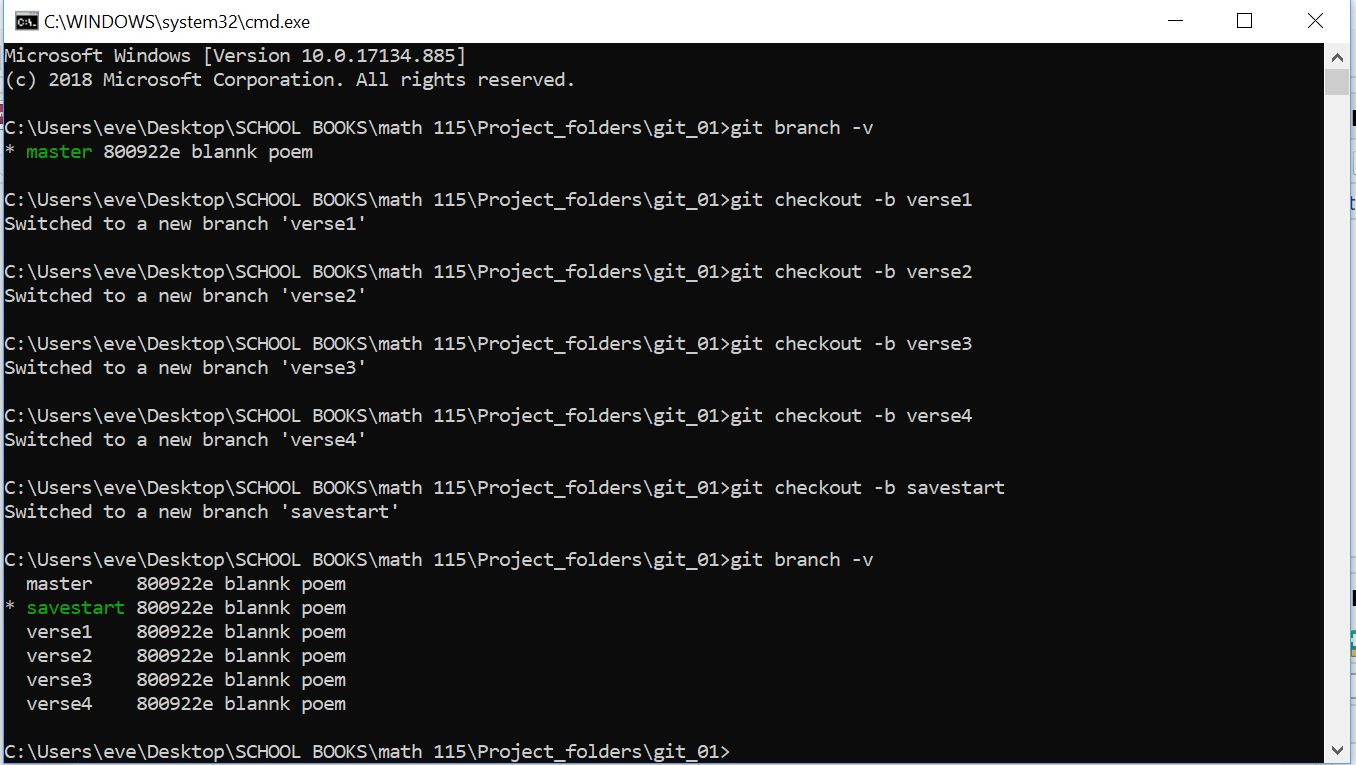 C:\WINDOWS\system32\cmd.exe
Microsoft Windows [Version 10.0.17134.885]
(c) 2018 Microsoft Corporation. All rights reserved.
C:\Users\eve\Desktop\SCHOOL BOOKS\math 115\Project_folders\git_01>git branch -v
* master 800922e blannk poem
C:\Users\eve\Desktop\SCHOOL BOOKS\math 115\Project_folders\git_01>git checkout -b verse1
Switched to a new branch 'verse1'
C:\Users\eve\Desktop\SCHOOL BOOKS\math 115\Project_folders\git_01>git checkout -b verse2
Switched to a new branch 'verse2'
C:\Users\eve\Desktop\SCHOOL BOOKS\math 115\Project_folders\git_01>git checkout -b verse3
Switched to a new branch 'verse3'
C:\Users\eve\Desktop\SCHOOL BOOKS\math 115\Project_folders\git_01>git checkout -b verse4
Switched to a new branch 'verse4'
C:\Users\eve\Desktop\SCHOOL BOOKS\math 115\Project_folders\git_01>git checkout -b savestart
Switched to a new branch 'savestart'
C:\Users\eve\Desktop\SCHOOL BOOKS\math 115\Project_folders\git_01>git branch -v
  master    800922e blannk poem
* savestart 800922e blannk poem
  verse1    800922e blannk poem
  verse2    800922e blannk poem
  verse3    800922e blannk poem
  verse4    800922e blannk poem
C:\Users\eve\Desktop\SCHOOL BOOKS\math 115\Project_folders\git_01>